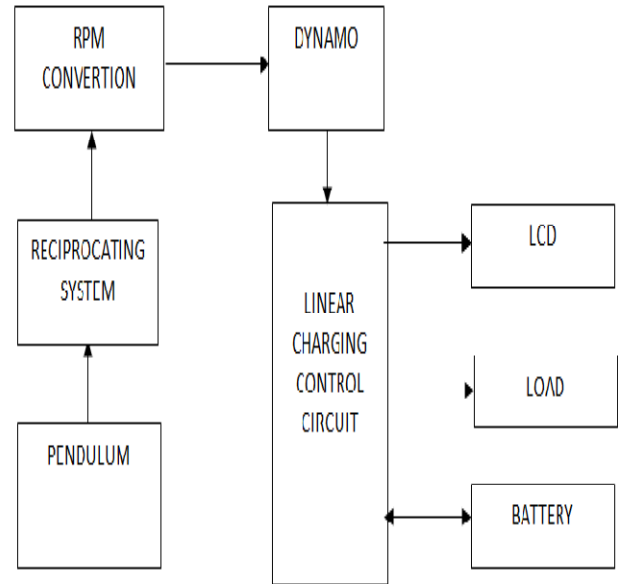 RPM
CONVERTION
DYNAMO
RECIPROCATING
SYSTEM
PENDULUM
LINEAR
CHARGING
CONTROL
CIRCUIT
LCD
LOAD
BATTERY